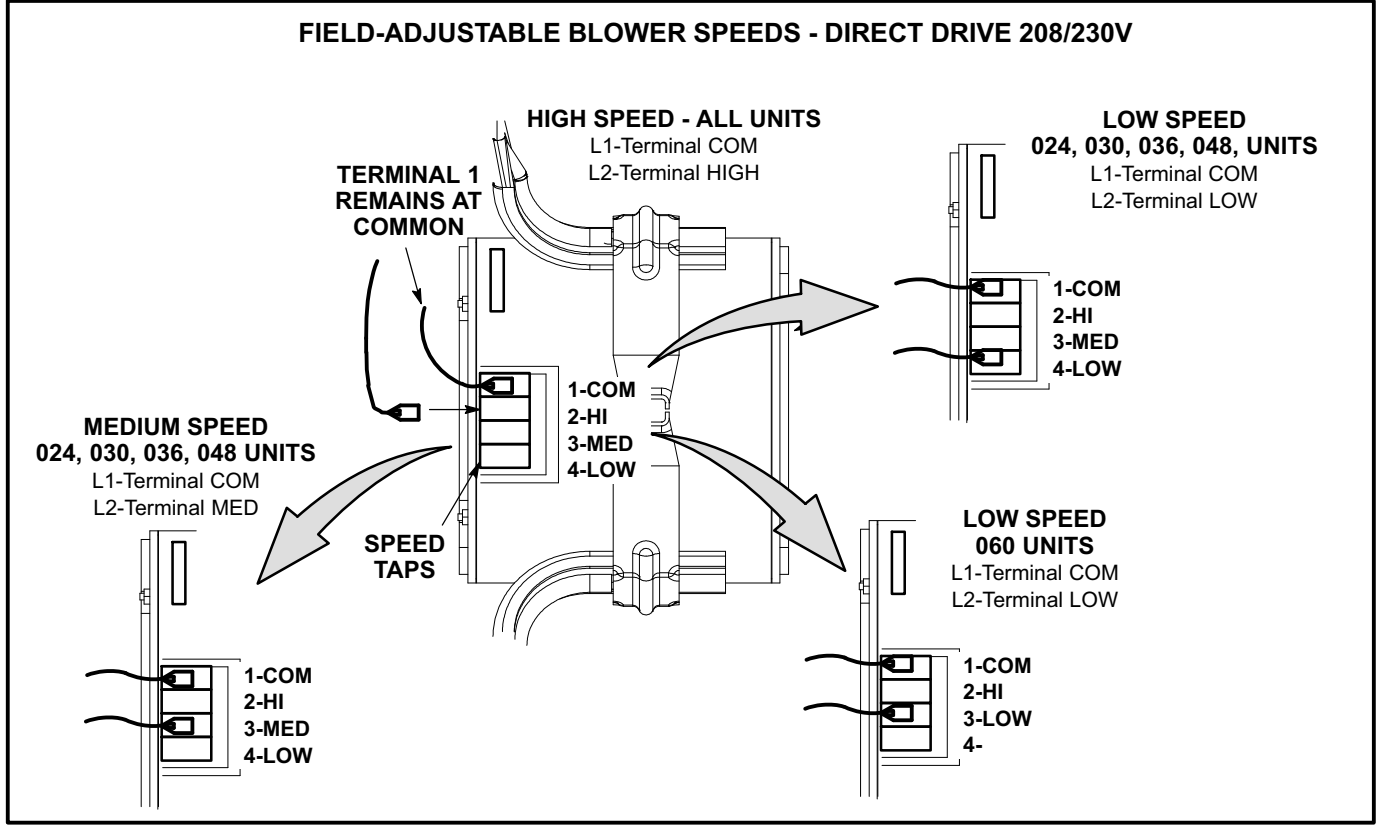 FIELD-ADJUSTABLE BLOWER SPEEDS - DIRECT DRIVE 208/230V
HIGH SPEED - ALL UNITS
L1-Terminal COM
L2-Terminal HIGH
LOW SPEED
024, 030, 036, 048, UNITS
L1-Terminal COM
L2-Terminal LOW
1-COM
2-HI
3-MED
4-LOW
TERMINAL 1
REMAINS AT
COMMON
1-COM
2-HI
3-MED
4-LOW
SPEED
TAPS
MEDIUM SPEED
024, 030, 036, 048 UNITS
L1-Terminal COM
L2-Terminal MED
1-COM
2-HI
3-MED
4-LOW
LOW SPEED
060 UNITS
L1-Terminal COM
L2-Terminal LOW
1-COM
2-HI
3-LOW
4-